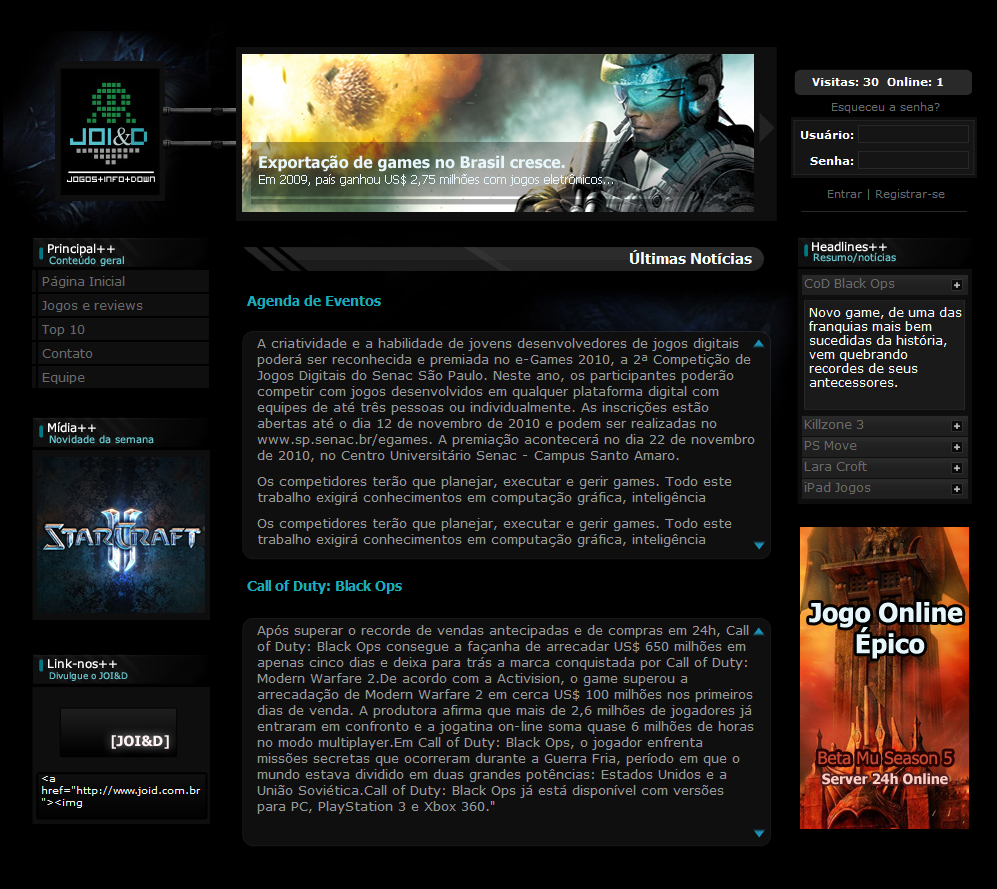 JOI&D
JOGOS+INFO+DOWN
Exportação de games no Brasil cresce.
Em 2009, país ganhou US$ 2,75 milhões com jogos eletrônicos...
Visitas: 30 Online: 1
Esqueceu a senha?
Usuário:
Senha:
Entrar | Registrar-se
Principal++
Conteúdo geral
Página Inicial
Jogos e reviews
Top 10
Contato
Equipe
Mídia++
Novidade da semana
STARCRAFT
II
Link-nos++
Divulgue o JOI&D
[JOI&D]
<a
href="http://www.joid.com.br
"><img
Últimas Notícias
Agenda de Eventos
A criatividade e a habilidade de jovens desenvolvedores de jogos digitais
poderá ser reconhecida e premiada no e-Games 2010, a 2ª Competição de
Jogos Digitais do Senac São Paulo. Neste ano, os participantes poderão
competir com jogos desenvolvidos em qualquer plataforma digital com
equipes de até três pessoas ou individualmente. As inscrições estão
abertas até o dia 12 de novembro de 2010 e podem ser realizadas no
www.sp.senac.br/egames. A premiação acontecerá no dia 22 de novembro
de 2010, no Centro Universitário Senac - Campus Santo Amaro.
Os competidores terão que planejar, executar e gerir games. Todo este
trabalho exigirá conhecimentos em computação gráfica, inteligência
Os competidores terão que planejar, executar e gerir games. Todo este
trabalho exigirá conhecimentos em computação gráfica, inteligência
Call of Duty: Black Ops
Após superar o recorde de vendas antecipadas e de compras em 24h, Call
of Duty: Black Ops consegue a façanha de arrecadar US$ 650 milhões em
apenas cinco dias e deixa para trás a marca conquistada por Call of Duty:
Modern Warfare 2.De acordo com a Activision, o game superou a
arrecadação de Modern Warfare 2 em cerca US$ 100 milhões nos primeiros
dias de venda. A produtora afirma que mais de 2,6 milhões de jogadores já
entraram em confronto e a jogatina on-line soma quase 6 milhões de horas
no modo multiplayer.Em Call of Duty: Black Ops, o jogador enfrenta
missões secretas que ocorreram durante a Guerra Fria, período em que o
mundo estava dividido em duas grandes potências: Estados Unidos e a
União Soviética.Call of Duty: Black Ops já está disponível com versões
para PC, PlayStation 3 e Xbox 360."
Headlines++
Resumo/notícias
CoD Black Ops
Novo game, de uma das
franquias mais bem
sucedidas da história,
vem quebrando
recordes de seus
antecessores.
Killzone 3
PS Move
Lara Croft
iPad Jogos
Jogo Online
Épico
Beta Mu Season 5
Server 24h Online